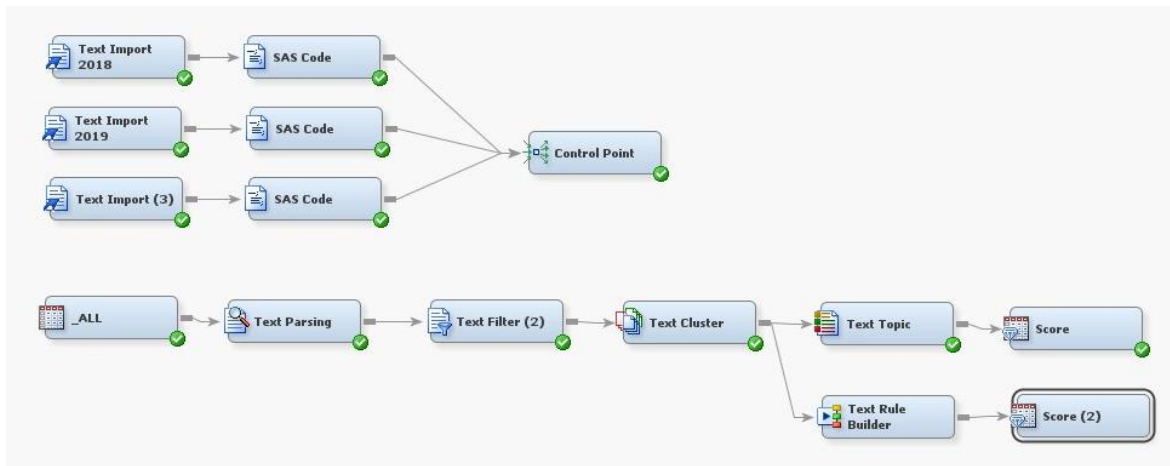 Text Import
2018
SAS Code
Text Import
2019
SAS Code
Control Point
Text Import (3)
SAS Code
_ALL
Text Parsing
Text Filter (2)
Text Cluster
Text Topic
Score
Text Rule
Builder
Score (2)